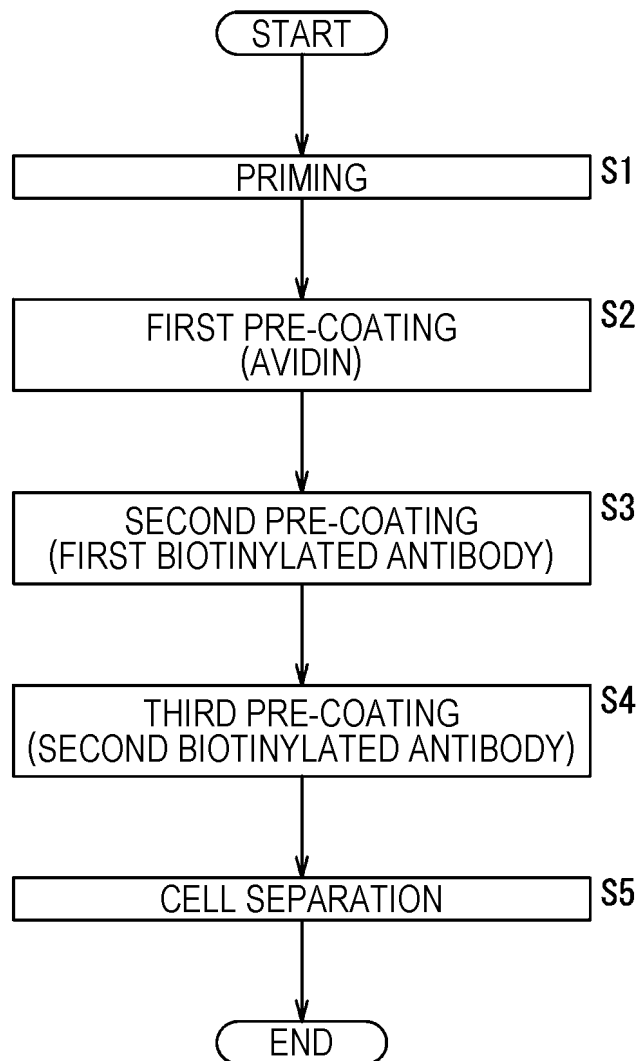 START
PRIMING
S1
FIRST PRE-COATING
(AVIDIN)
S2
SECOND PRE-COATING
(FIRST BIOTINYLATED ANTIBODY)
S3
THIRD PRE-COATING
(SECOND BIOTINYLATED ANTIBODY)
S4
CELL SEPARATION
S5
END